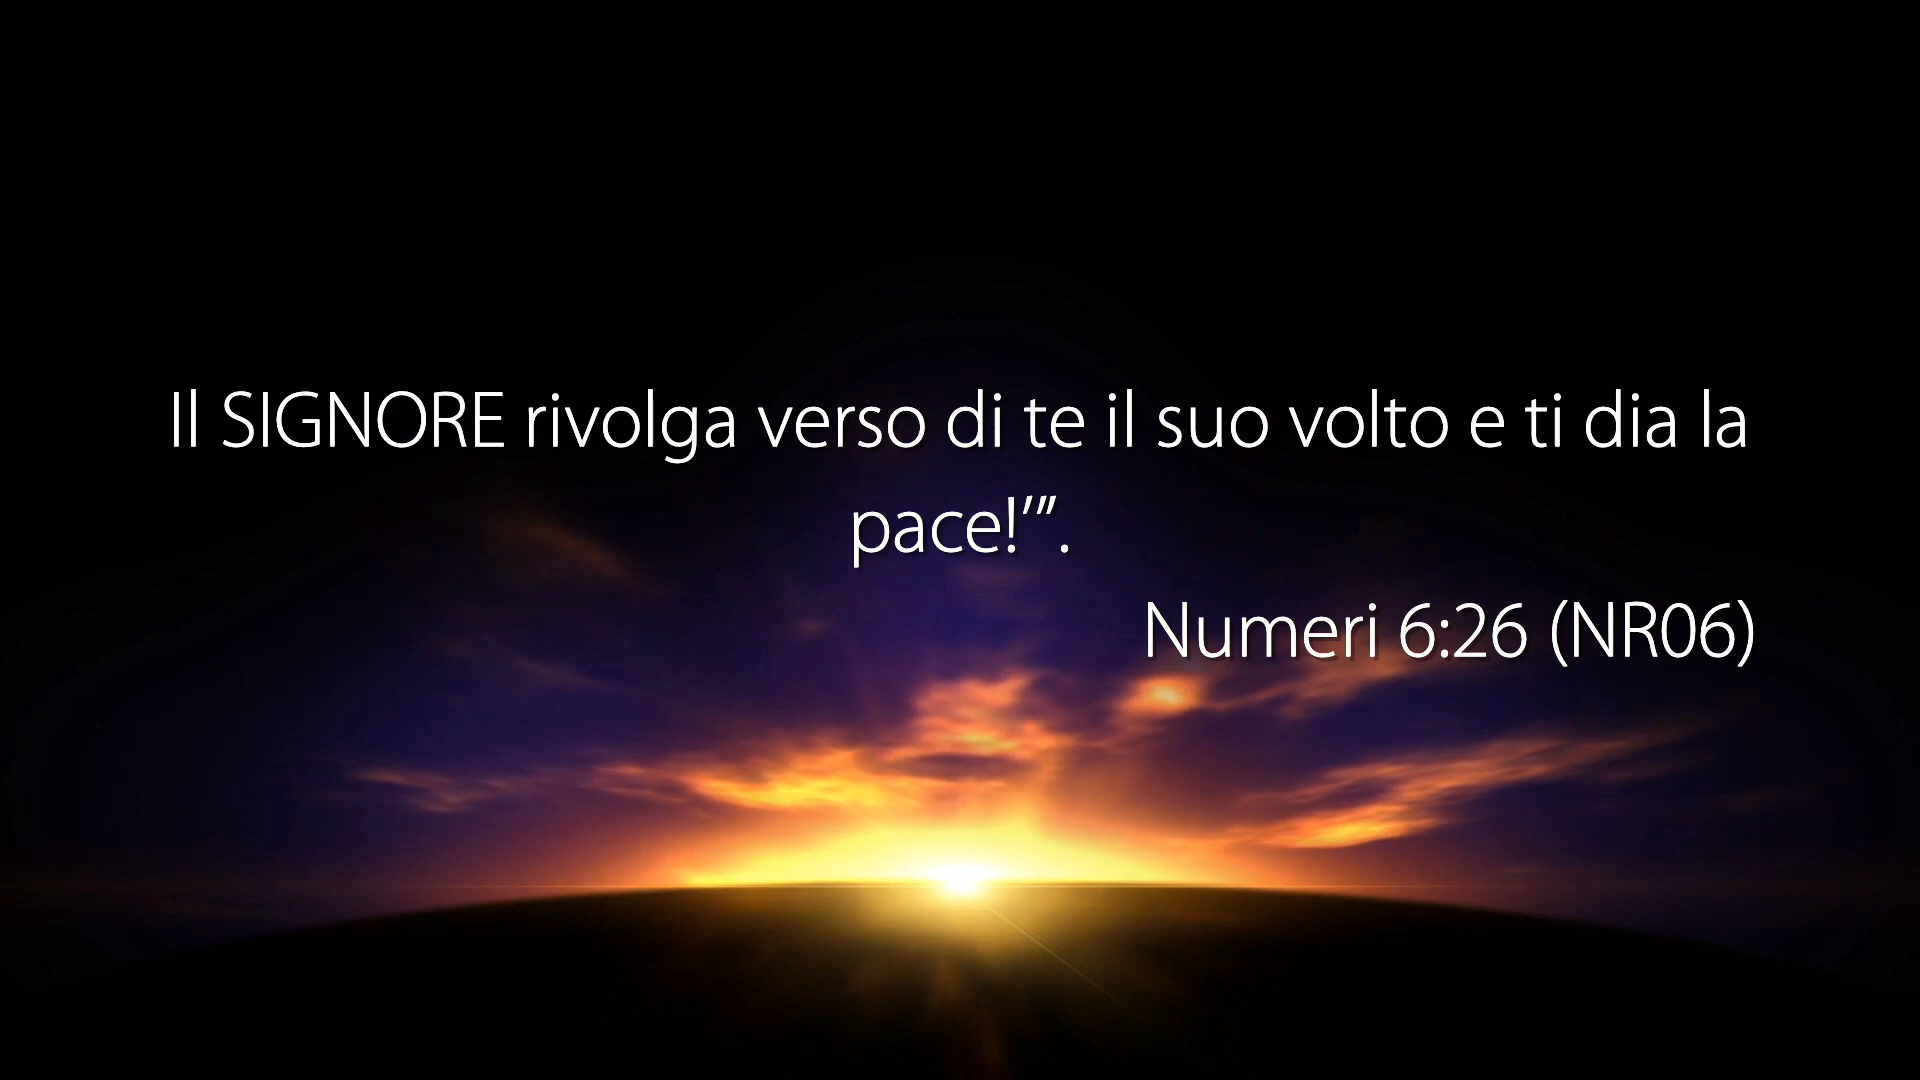 Il SIGNORE rivolga verso di te il suo volto e ti dia la
pace!’”.
Numeri 6:26 (NR06)